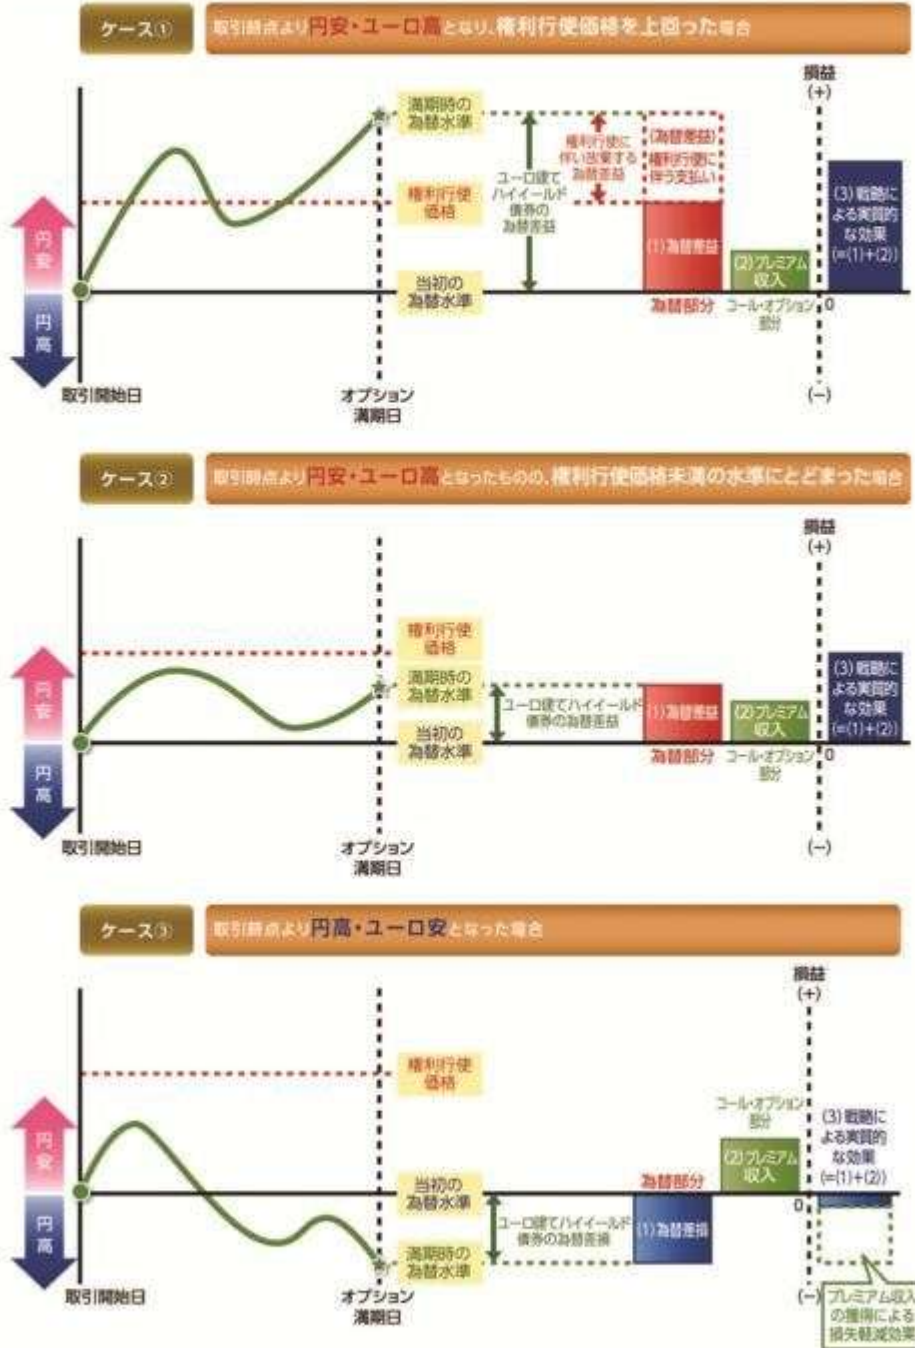 ケース①
取引時点より円安・ユーロ高となり、権利行使価格を上回った場合
損益
(+)
満期時の
為替水準
権利行使に
伴い放棄する
為替差益
(為替差益)
権利行使に
伴う支払い
ユーロ建て
ハイイールド
債券の
為替差益
権利行使
価格
(3)戦略に
よる実質的
な効果
(=(1)+(2))
円安
(1)為替差益
(2)プレミアム
収入
当初の
為替水準
円高
為替部分
コール・オプション
部分
0
取引開始日
オプション
満期日
(−)
ケース②
取引時点より円安・ユーロ高となったものの、権利行使価格未満の水準にとどまった場合
損益
(+)
権利行使
価格
円安
満期時の
為替水準
ユーロ建てハイイールド
債券の為替差益
(1)為替差益
(2)プレミアム
収入
(3)戦略に
よる実質的
な効果
(=(1)+(2))
当初の
為替水準
円高
為替部分
コール・オプション
部分
0
取引開始日
オプション
満期日
(−)
ケース③
取引時点より円高・ユーロ安となった場合
損益
(+)
権利行使
価格
円安
コール・オプション
部分
(2)プレミアム
収入
(3)戦略に
よる実質的
な効果
(=(1)+(2))
当初の
為替水準
為替部分
0
円高
ユーロ建てハイイールド
債券の為替差損
(1)為替差損
満期時の
為替水準
取引開始日
オプション
満期日
(−)
プレミアム収入
の獲得による
損失軽減効果